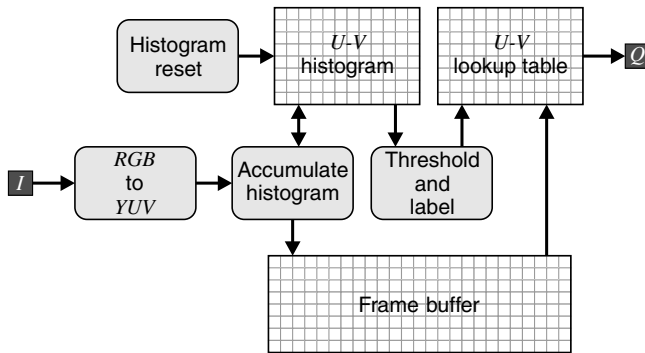 Histogram
reset
U-V
histogram
U-V
lookup table
Q
I
RGB
to
YUV
Accumulate
histogram
Threshold
and
label
Frame buffer